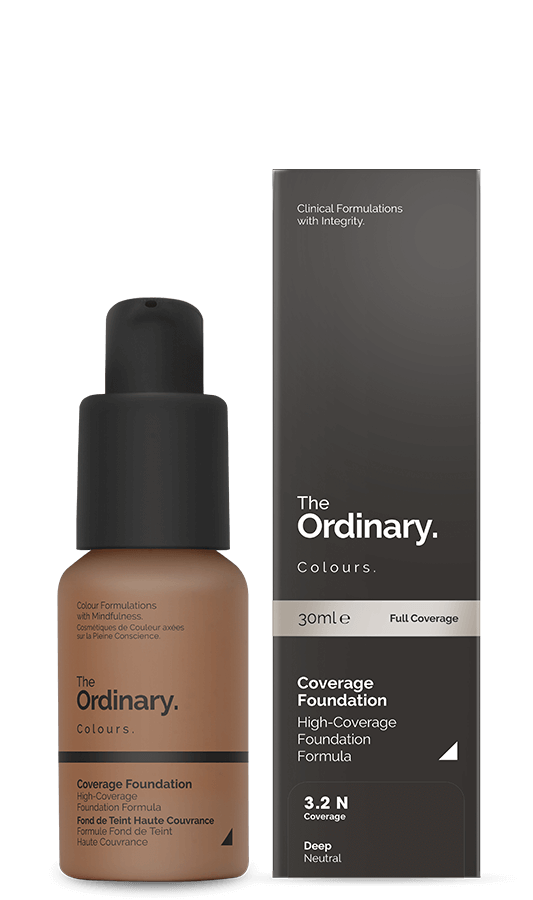 Colour Formulations
with Mindfulness.
Cosmétiques de Couleur axées
sur la Pleine Conscience.
The
Ordinary.
Colours.
Coverage Foundation
High-Coverage
Foundation Formula
Fond de Teint Haute Couvrance
Formule Fond de Teint
Haute Couvrance
Clinical Formulations
with Integrity.
The
Ordinary.
Colours.
30ml e Full Coverage
Coverage
Foundation
High-Coverage
Foundation
Formula
3.2 N
Coverage
Deep
Neutral